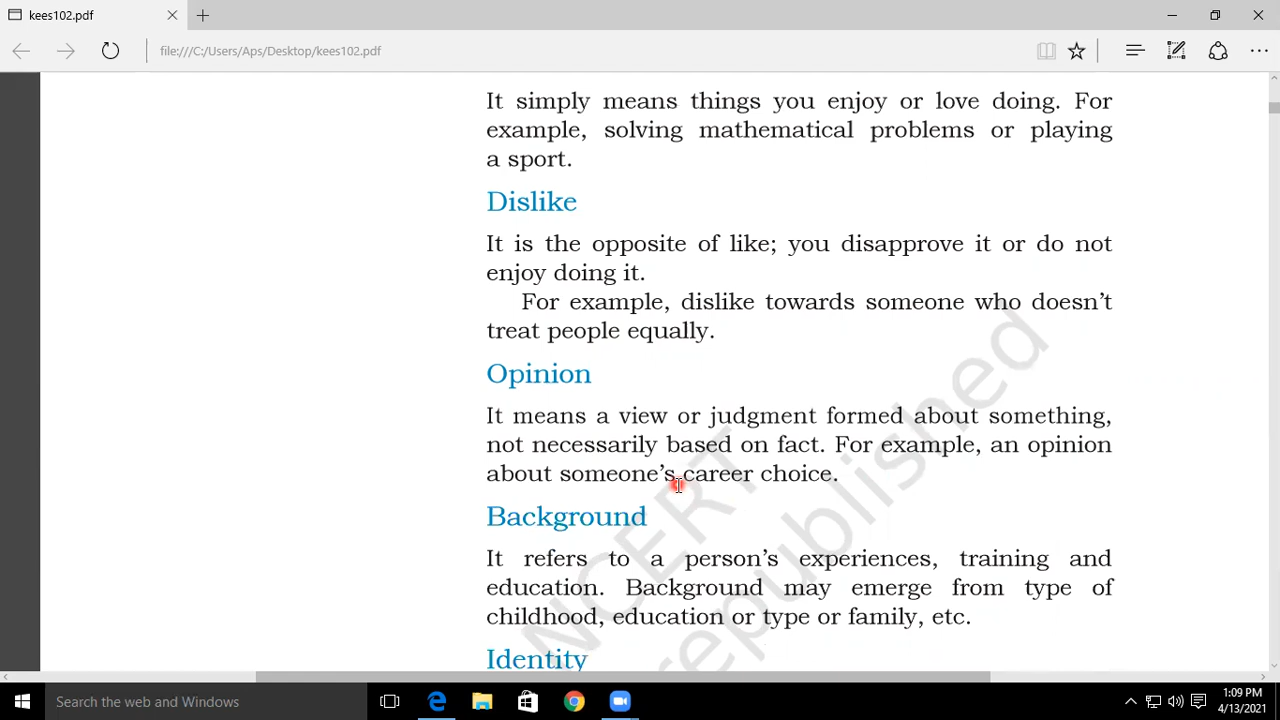 kees102.pdf
file:///C:/Users/Aps/Desktop/kees102.pdf
It simply means things you enjoy or love doing. For
example, solving mathematical problems or playing
a sport.
Dislike
It is the opposite of like; you disapprove it or do not
enjoy doing it.
For example, dislike towards someone who doesn't
treat people equally.
Opinion
It means a view or judgment formed about something,
not necessarily based on fact. For example, an opinion
about someone's career choice.
Background
It refers to a person's experiences, training and
education. Background may emerge from type of
childhood, education or type or family, etc.
Identity
NCERT
republished
Search the web and Windows
1:09 PM
4/13/2021